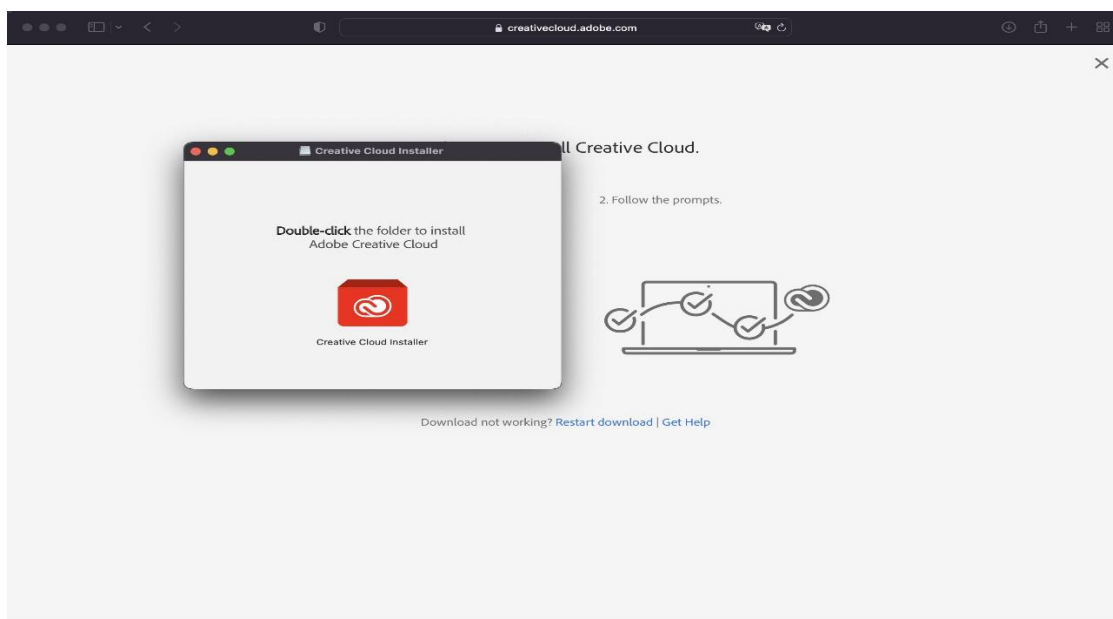 creativecloud.adobe.com
Creative Cloud Installer
ll Creative Cloud.
2. Follow the prompts.
Double-click the folder to install
Adobe Creative Cloud
Creative Cloud Installer
Download not working? Restart download | Get Help